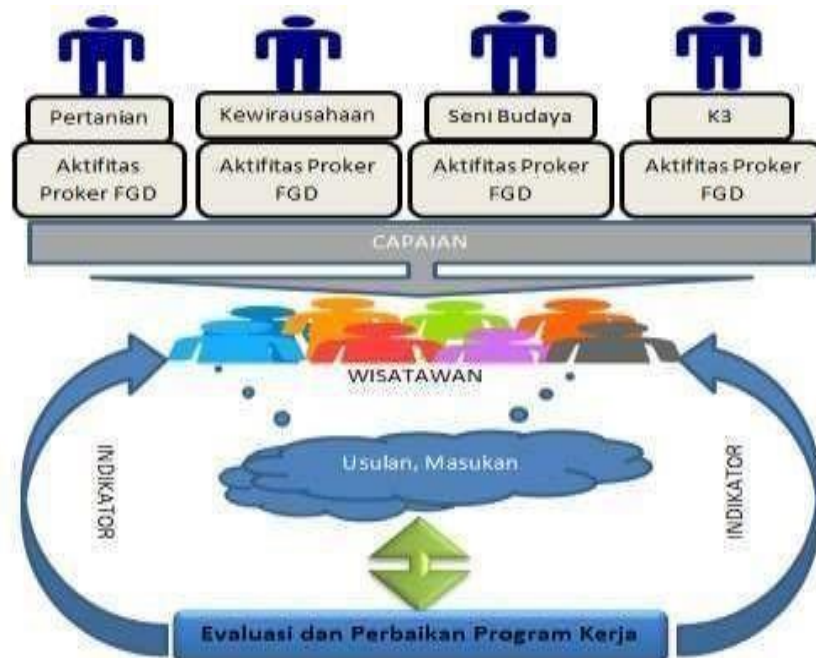 Pertanian
Kewirausahaan
Seni Budaya
K3
Aktifitas
Proker FGD
Aktifitas Proker
FGD
Aktifitas Proker
FGD
Aktifitas Proker
FGD
CAPAIAN
WISATAWAN
Usulan, Masukan
INDIKATOR
INDIKATOR
Evaluasi dan Perbaikan Program Kerja